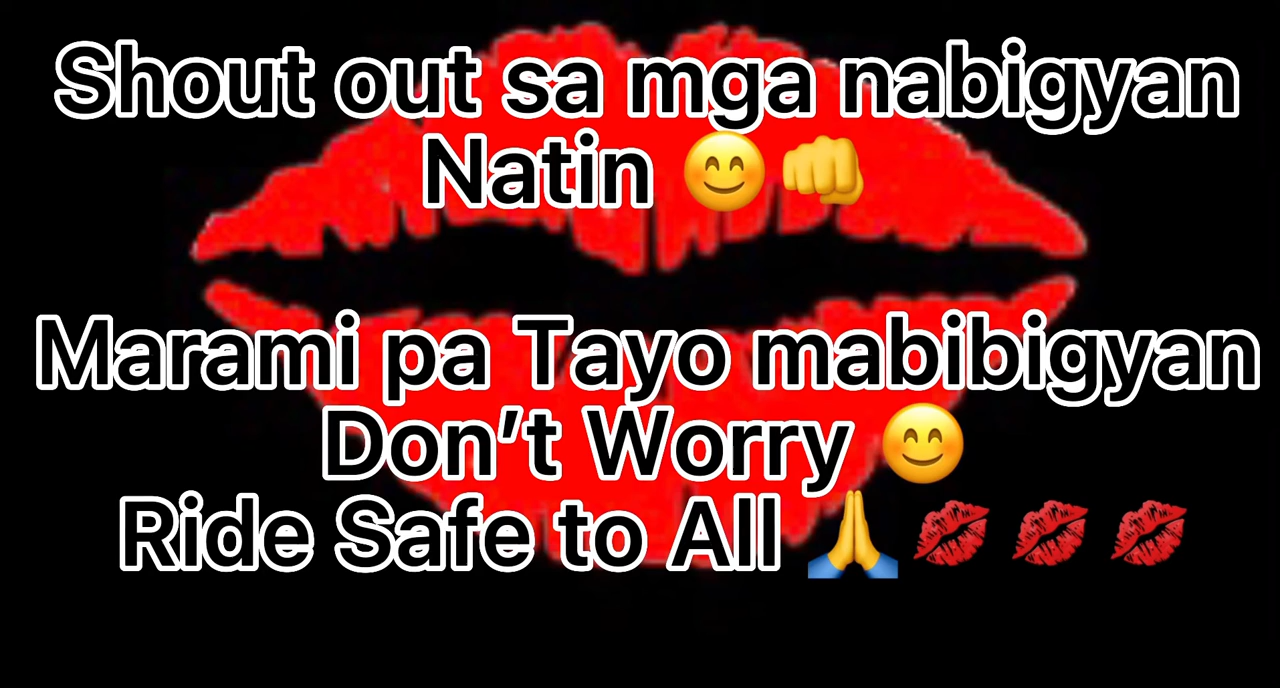 Shout out sa mga nabigyan
Natin 😊👊
Marami pa Tayo mabibigyan
Don’t Worry 😊
Ride Safe to All 🙏💋💋💋